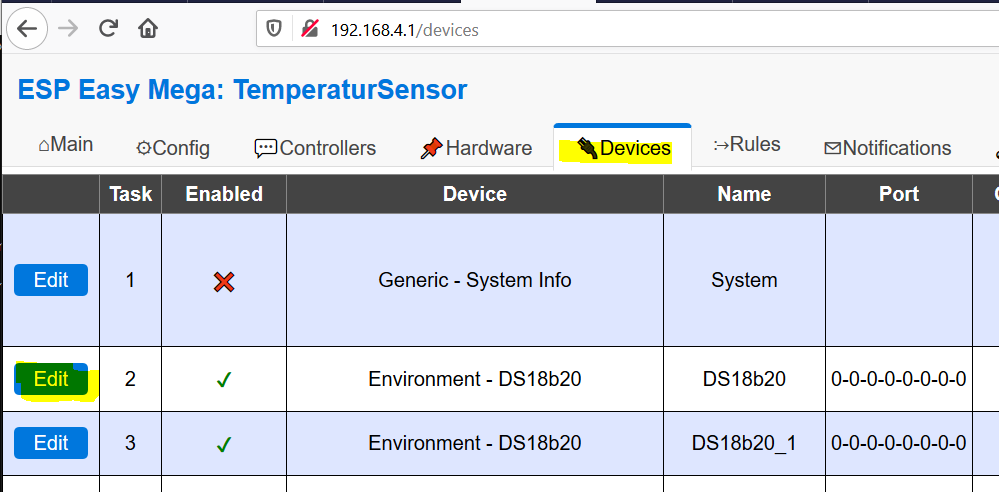 192.168.4.1/devices
ESP Easy Mega: TemperaturSensor
Main Config Controllers Hardware Devices Rules Notifications
Task Enabled Device Name Port
Edit 1 Generic - System Info System
Edit 2 Environment - DS18b20 DS18b20 0-0-0-0-0-0-0-0
Edit 3 Environment - DS18b20 DS18b20_1 0-0-0-0-0-0-0-0